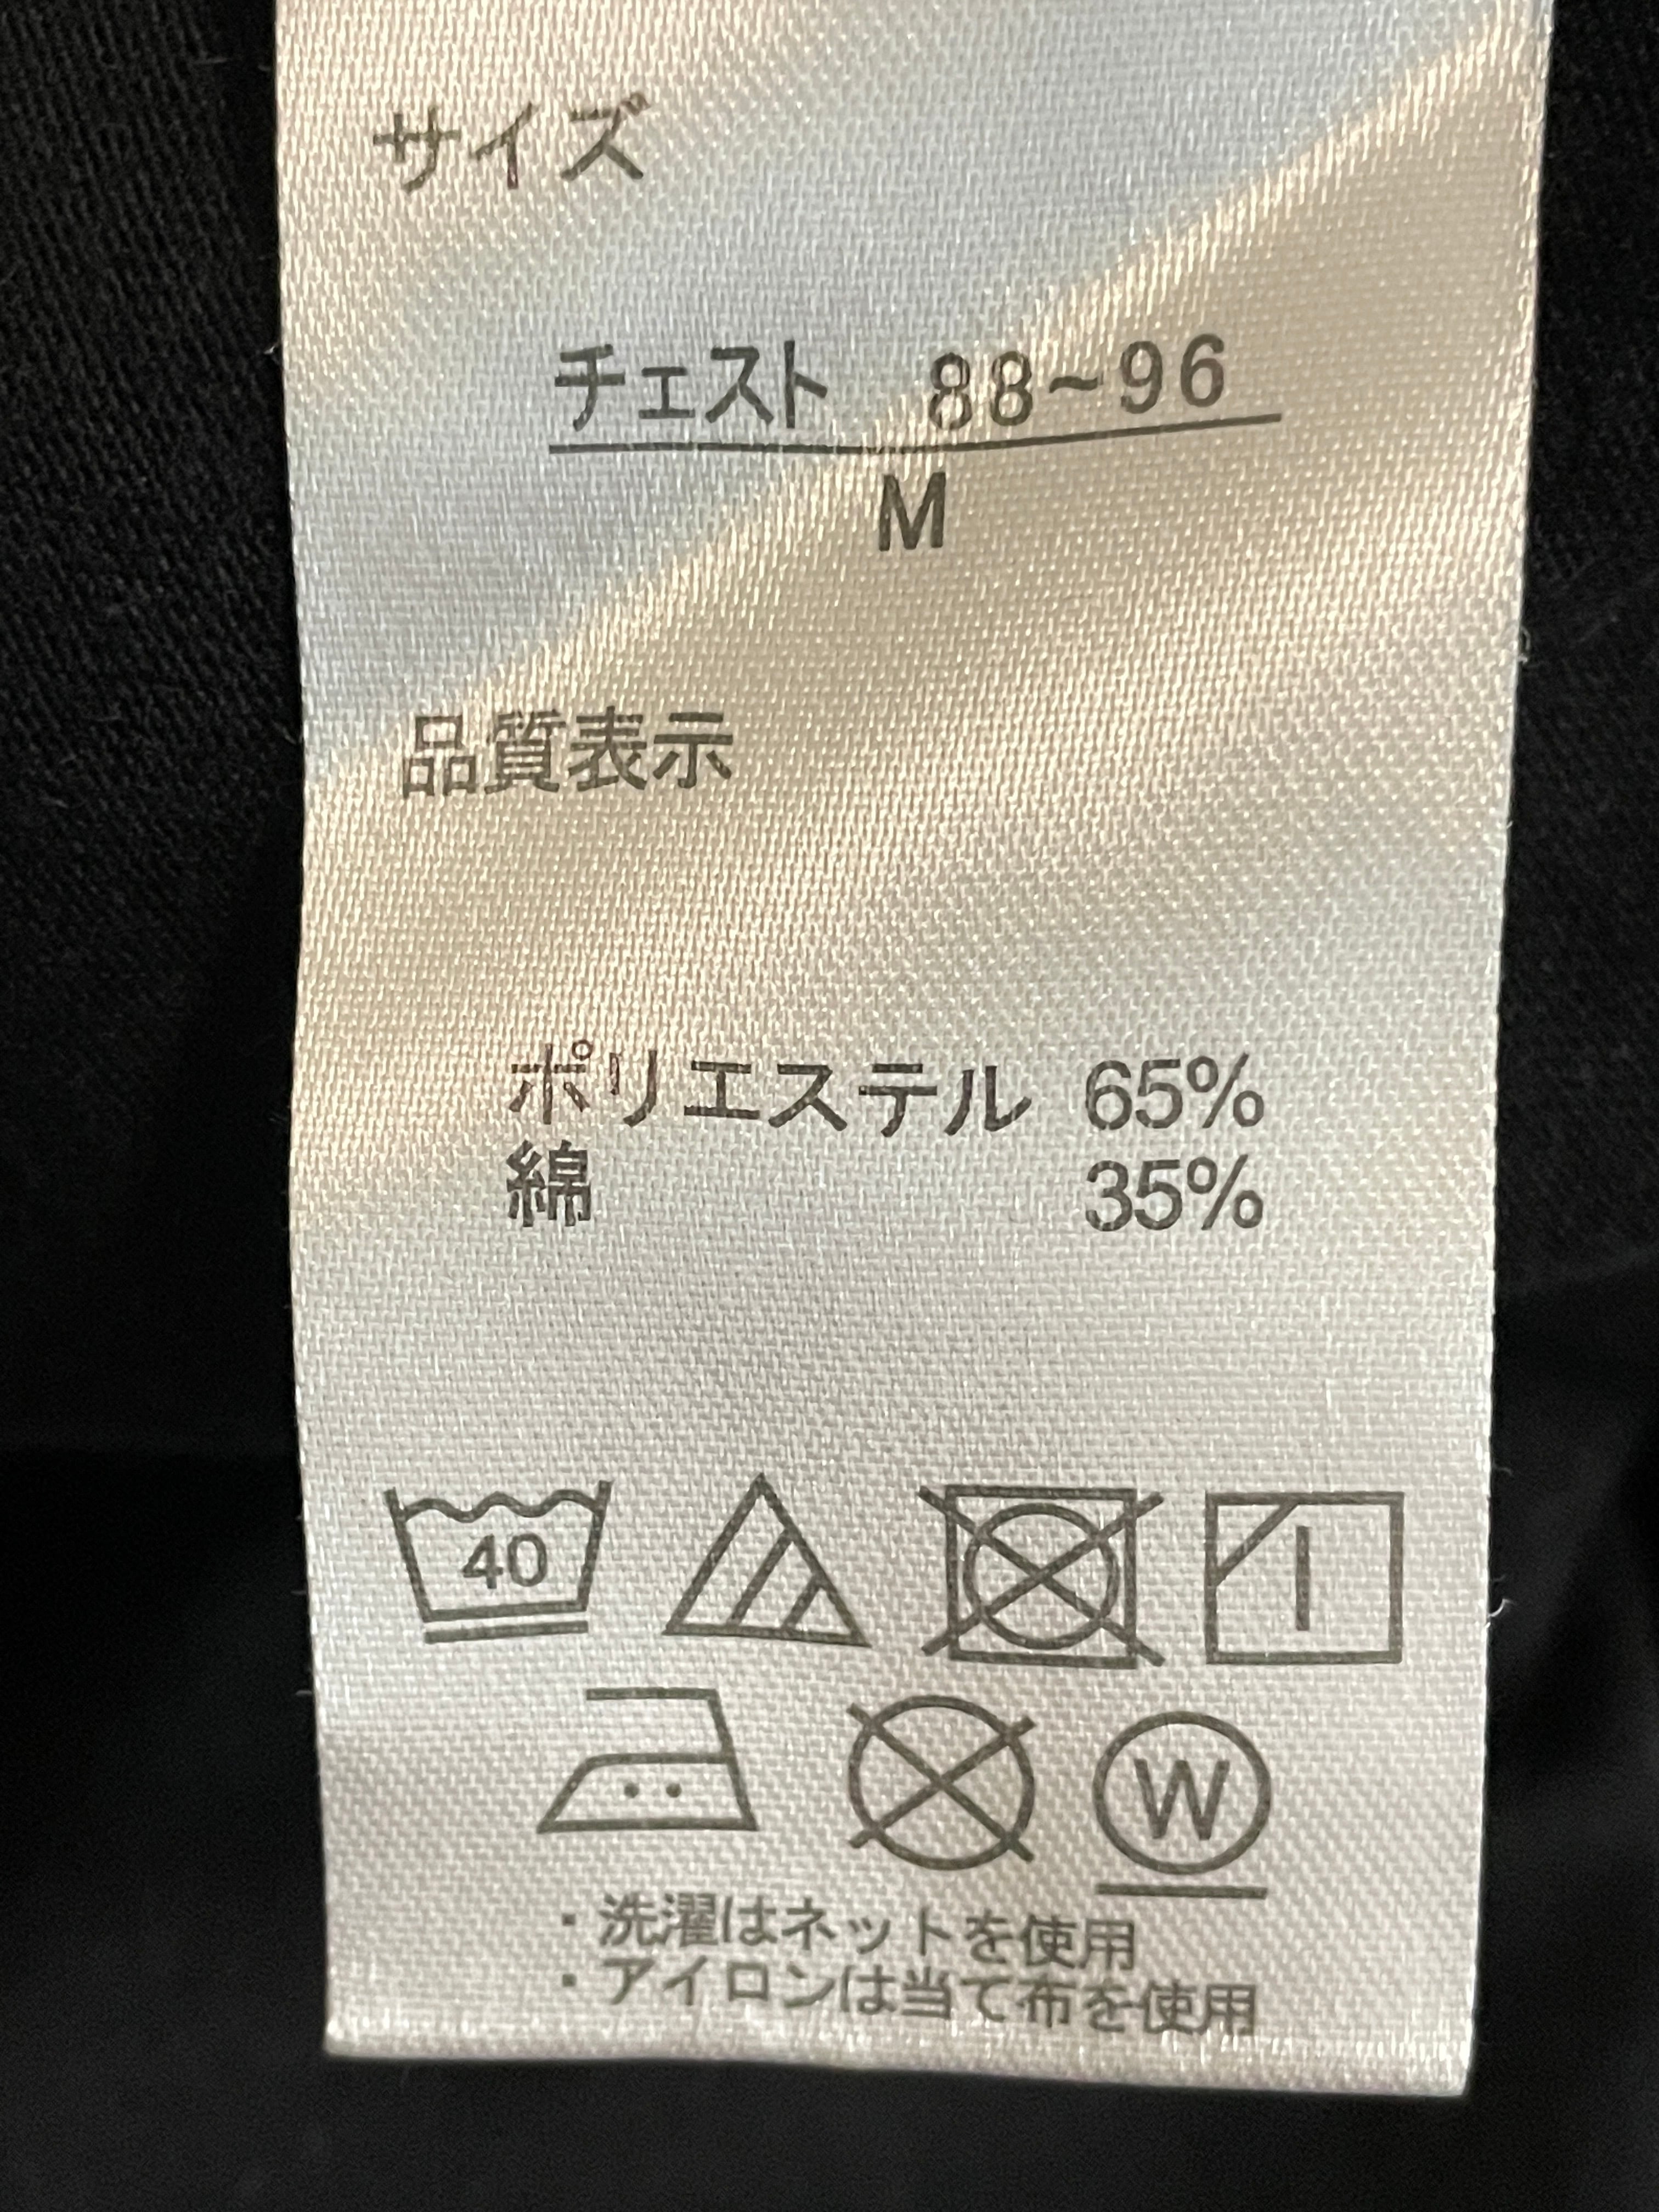 サイズ
チェスト 88~96
M
品質表示
ポリエステル 65%
綿 35%
40
W
・洗濯はネットを使用
・アイロンは当て布を使用